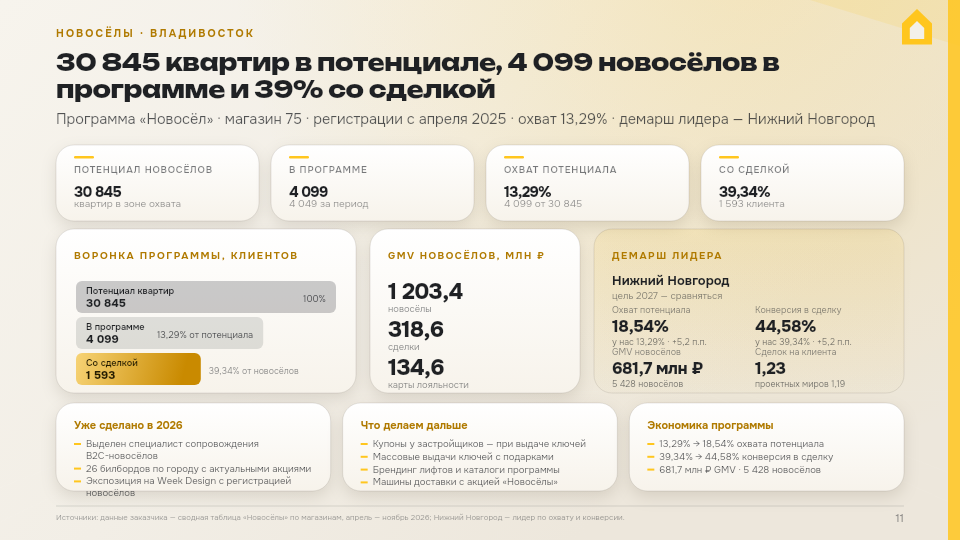 НОВОСЁЛЫ · ВЛАДИВОСТОК
30 845 квартир в потенциале, 4 099 новосёлов в
программе и 39% со сделкой
Программа «Новосёл» · магазин 75 · регистрации с апреля 2025 · охват 13,29% · демарш лидера — Нижний Новгород
ПОТЕНЦИАЛ НОВОСЁЛОВ
30 845
квартир в зоне охвата
В ПРОГРАММЕ
4 099
4 049 за период
ОХВАТ ПОТЕНЦИАЛА
13,29%
4 099 от 30 845
СО СДЕЛКОЙ
39,34%
1 593 клиента
ВОРОНКА ПРОГРАММЫ, КЛИЕНТОВ
Потенциал квартир
30 845
100%
В программе
4 099
13,29% от потенциала
Со сделкой
1 593
39,34% от новосёлов
GMV НОВОСЁЛОВ, МЛН ₽
1 203,4
новосёлы
318,6
сделки
134,6
карты лояльности
ДЕМАРШ ЛИДЕРА
Нижний Новгород
цель 2027 — сравняться
Охват потенциала
18,54%
у нас 13,29% · +5,2 п.п.
Конверсия в сделку
44,58%
у нас 39,34% · +5,2 п.п.
GMV новосёлов
681,7 млн ₽
5 428 новосёлов
Сделок на клиента
1,23
проектных миров 1,19
Уже сделано в 2026
Выделен специалист сопровождения
B2C-новосёлов
26 билбордов по городу с актуальными акциями
Экспозиция на Week Design с регистрацией
новосёлов
Что делаем дальше
Купоны у застройщиков — при выдаче ключей
Массовые выдачи ключей с подарками
Брендинг лифтов и каталоги программы
Машины доставки с акцией «Новосёлы»
Экономика программы
13,29% → 18,54% охвата потенциала
39,34% → 44,58% конверсия в сделку
681,7 млн ₽ GMV · 5 428 новосёлов
Источники: данные заказчика — сводная таблица «Новосёлы» по магазинам, апрель — ноябрь 2026; Нижний Новгород — лидер по охвату и конверсии.
11